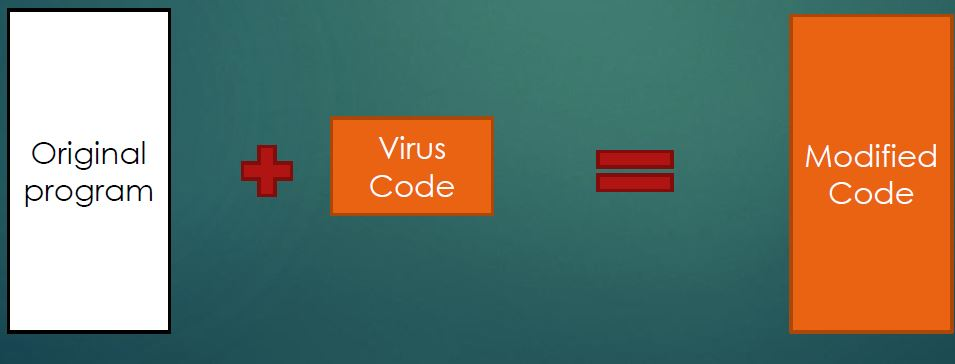 Original
program
Virus
Code
Modified
Code